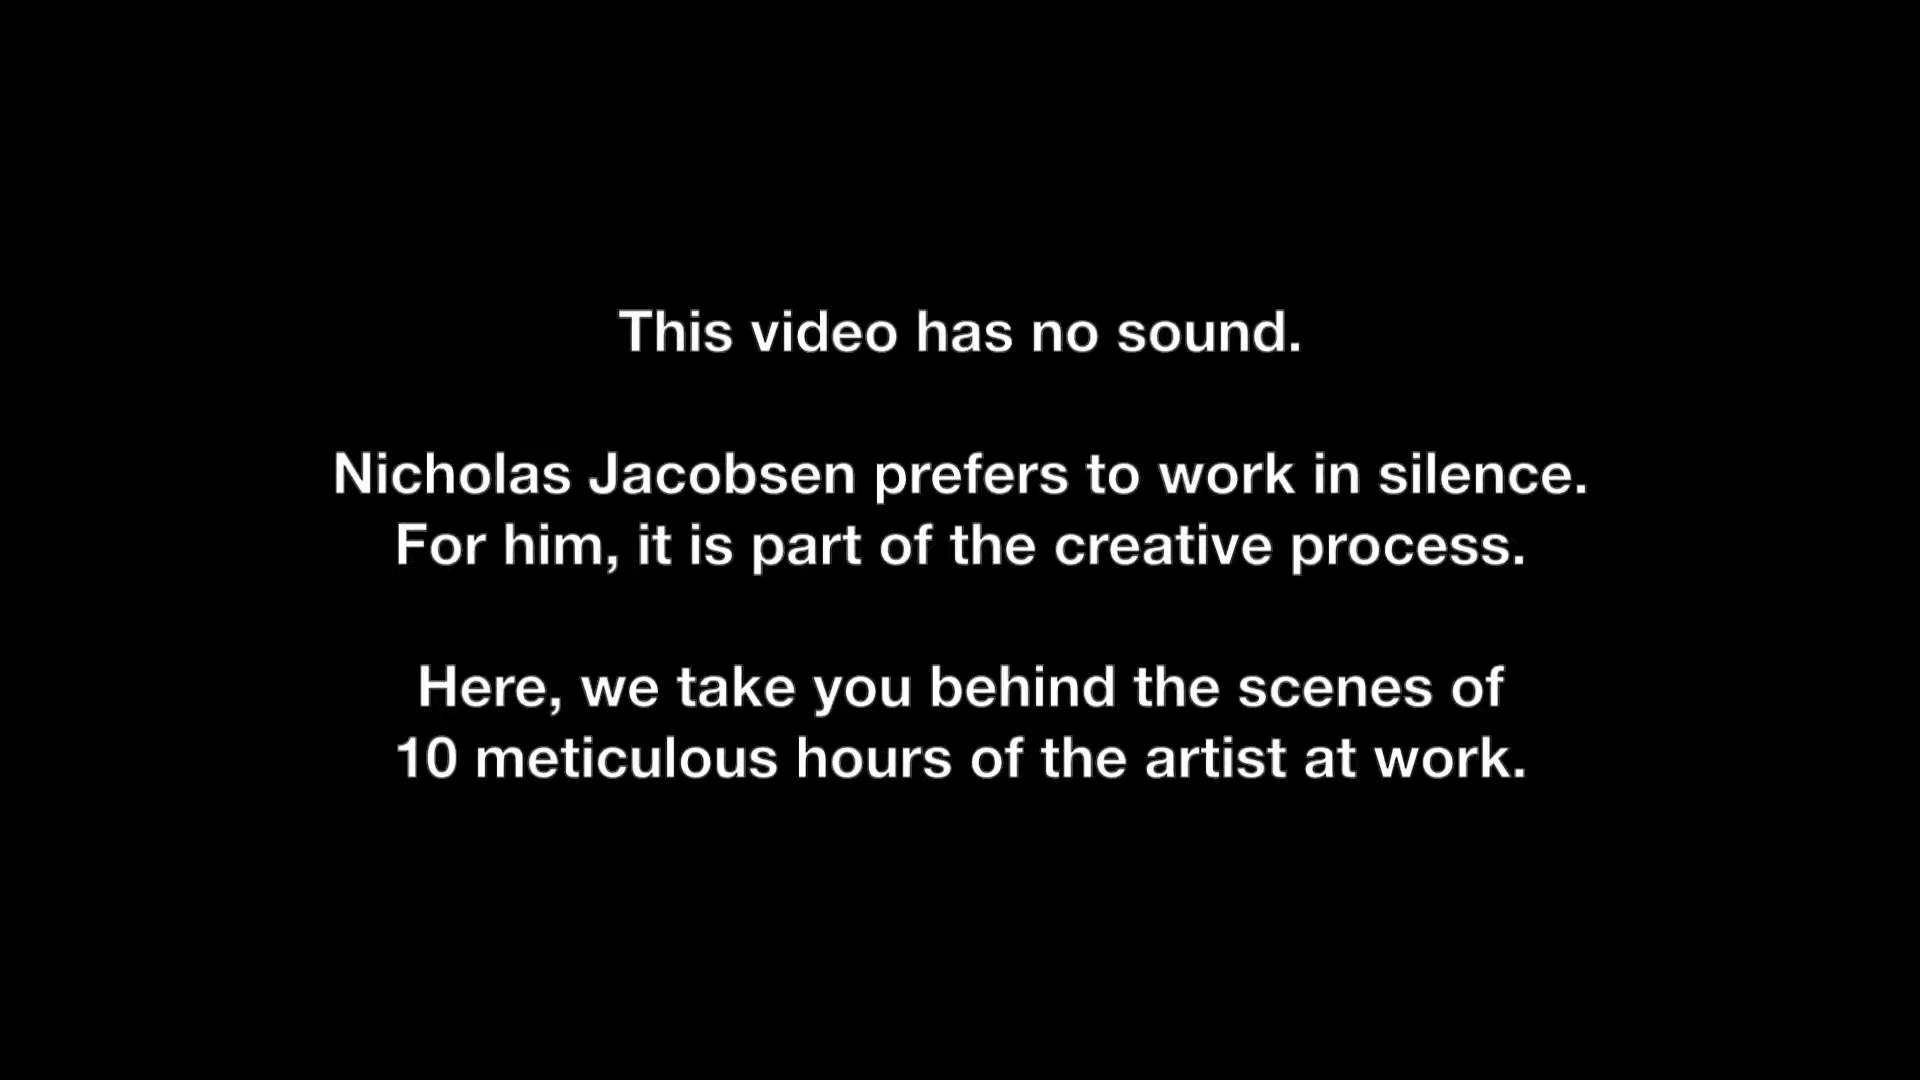 This video has no sound.
Nicholas Jacobsen prefers to work in silence.
For him, it is part of the creative process.
Here, we take you behind the scenes of
10 meticulous hours of the artist at work.